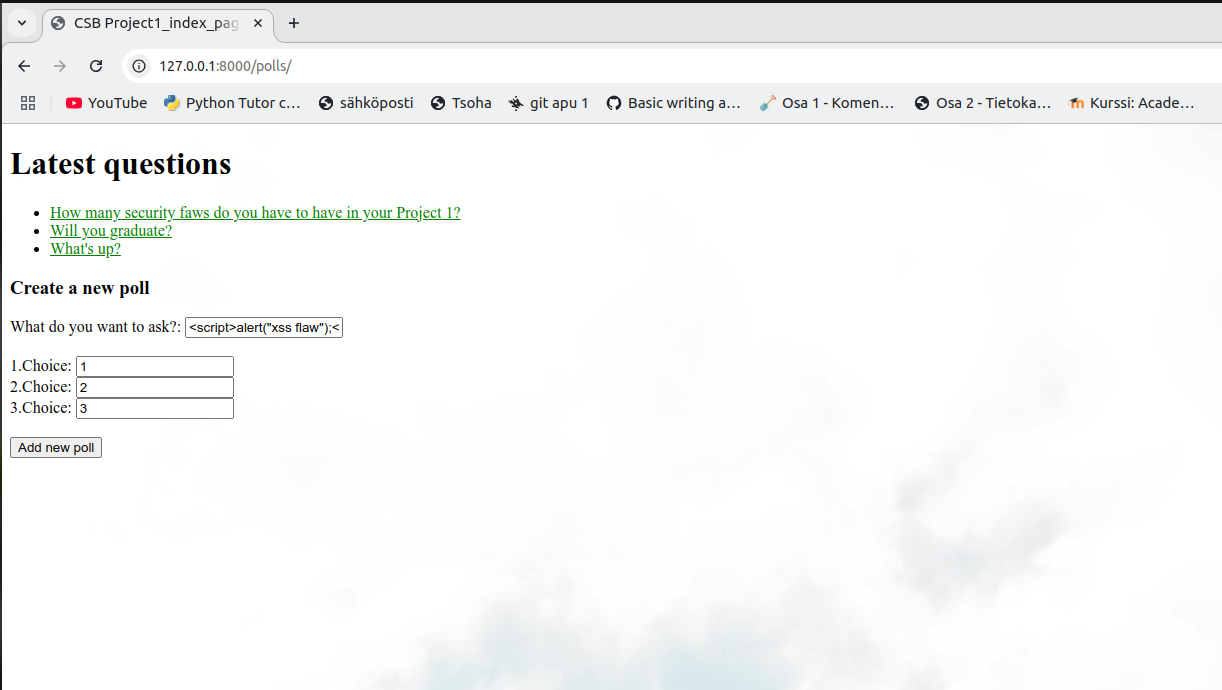 CSB Project1_index_pag
127.0.0.1:8000/polls/
YouTube Python Tutor c… sähköposti Tsoha git apu 1 Basic writing a… Osa 1 - Komen… Osa 2 - Tietoka… Kurssi: Acade…
Latest questions
How many security faws do you have to have in your Project 1?
Will you graduate?
What's up?
Create a new poll
What do you want to ask?: <script>alert("xss flaw");<
1.Choice: 1
2.Choice: 2
3.Choice: 3
Add new poll